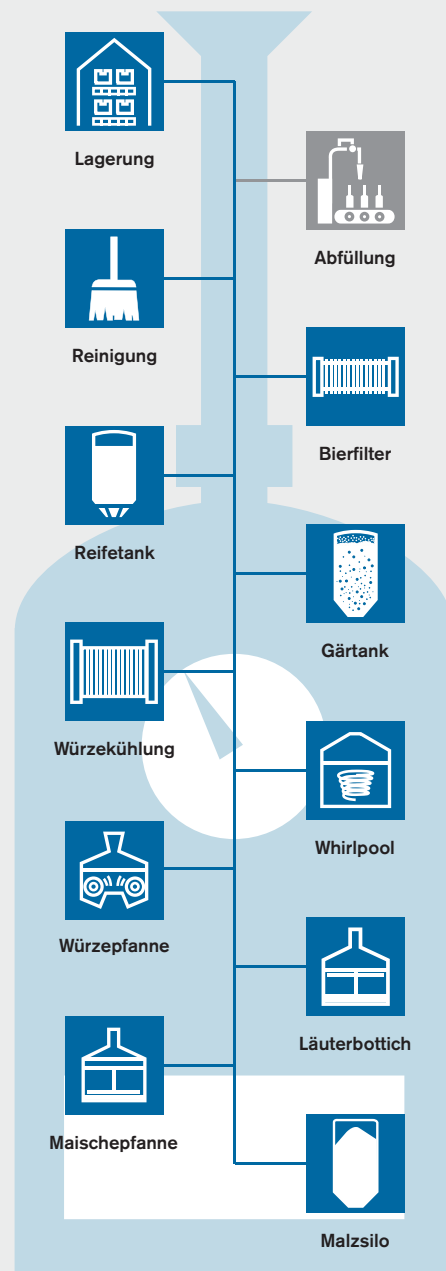 Lagerung
Abfüllung
Reinigung
Bierfilter
Reifetank
Gärtank
Würzekühlung
Whirlpool
Würzepfanne
Läuterbottich
Maischepfanne
Malzsilo